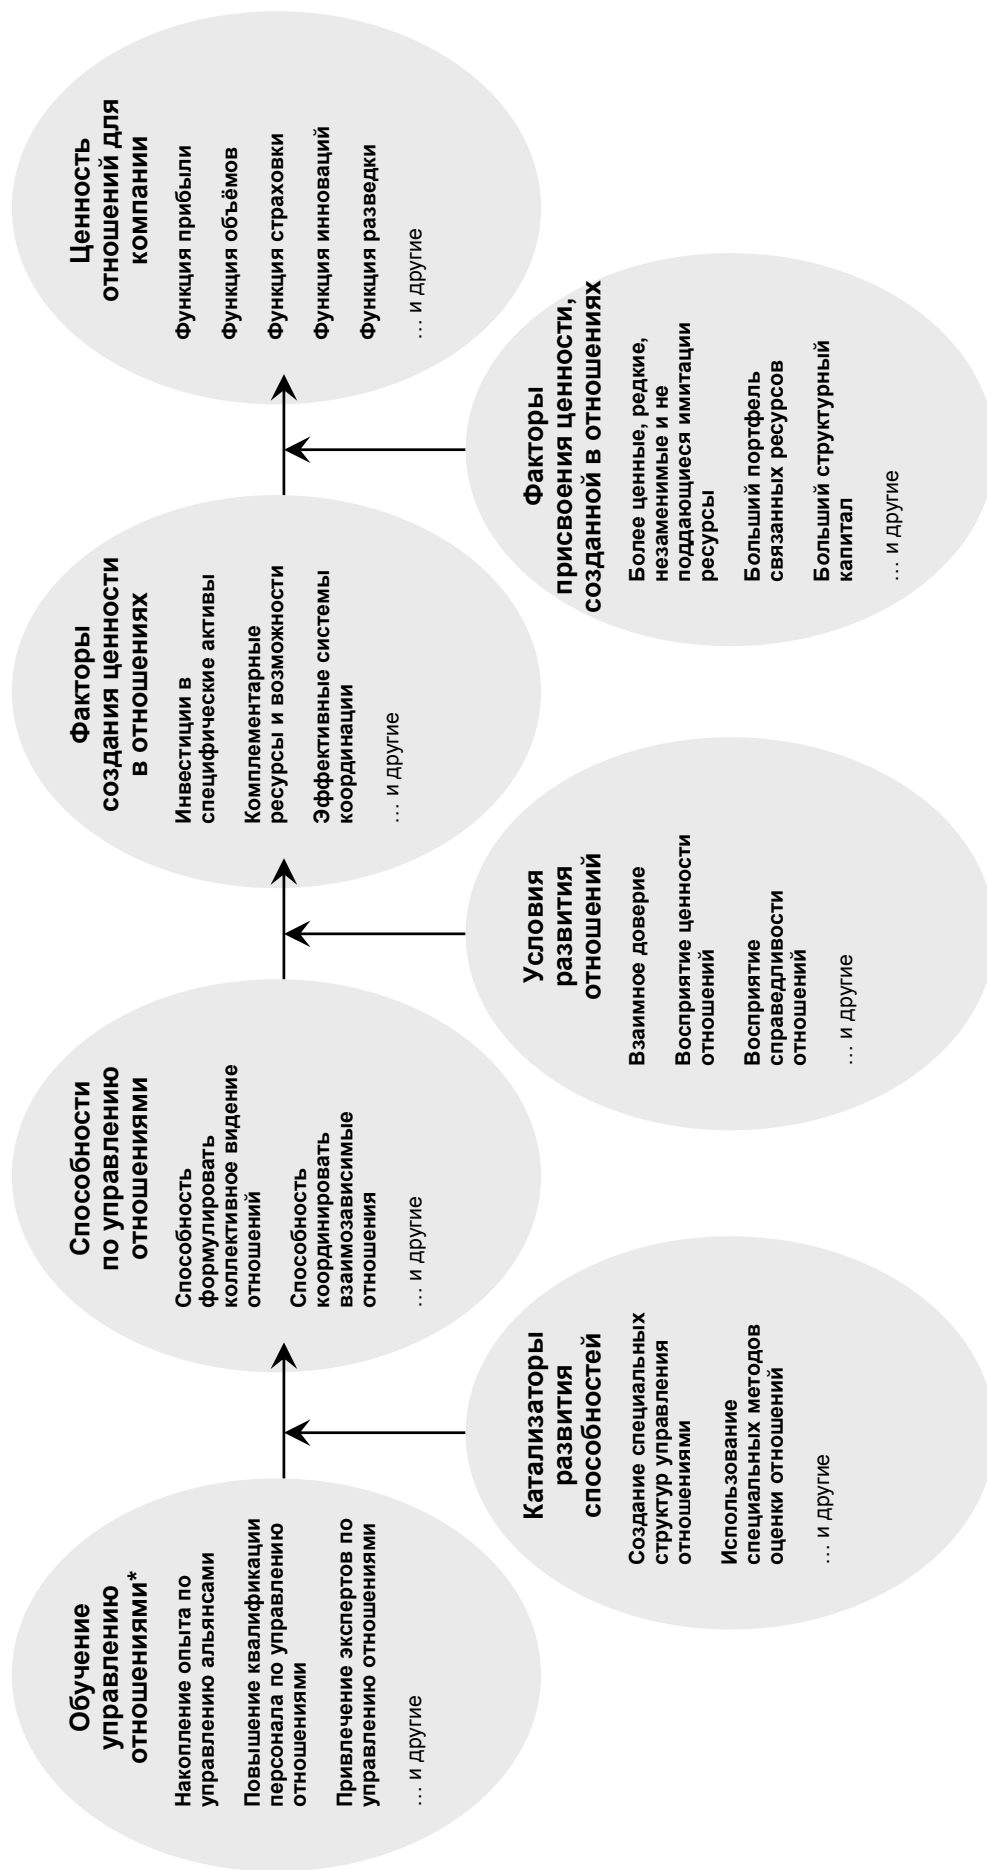 Обучение
управлению
отношениями*
Накопление опыта по
управлению альянсами
Повышение квалификации
персонала по управлению
отношениями
Привлечение экспертов по
управлению отношениями
… и другие
Способности
по управлению
отношениями
Способность
формулировать
коллективное видение
отношений
Способность
координировать
взаимозависимые
отношения
… и другие
Факторы
создания ценности
в отношениях
Инвестиции в
специфические активы
Комплементарные
ресурсы и возможности
Эффективные системы
координации
… и другие
Ценность
отношений для
компании
Функция прибыли
Функция объёмов
Функция страховки
Функция инноваций
Функция разведки
… и другие
Катализаторы
развития
способностей
Создание специальных
структур управления
отношениями
Использование
специальных методов
оценки отношений
… и другие
Условия
развития
отношений
Взаимное доверие
Восприятие ценности
отношений
Восприятие
справедливости
отношений
… и другие
Факторы
присвоения ценности,
созданной в отношениях
Более ценные, редкие,
незаменимые и не
поддающиеся имитации
ресурсы
Больший портфель
связанных ресурсов
Больший структурный
капитал
… и другие